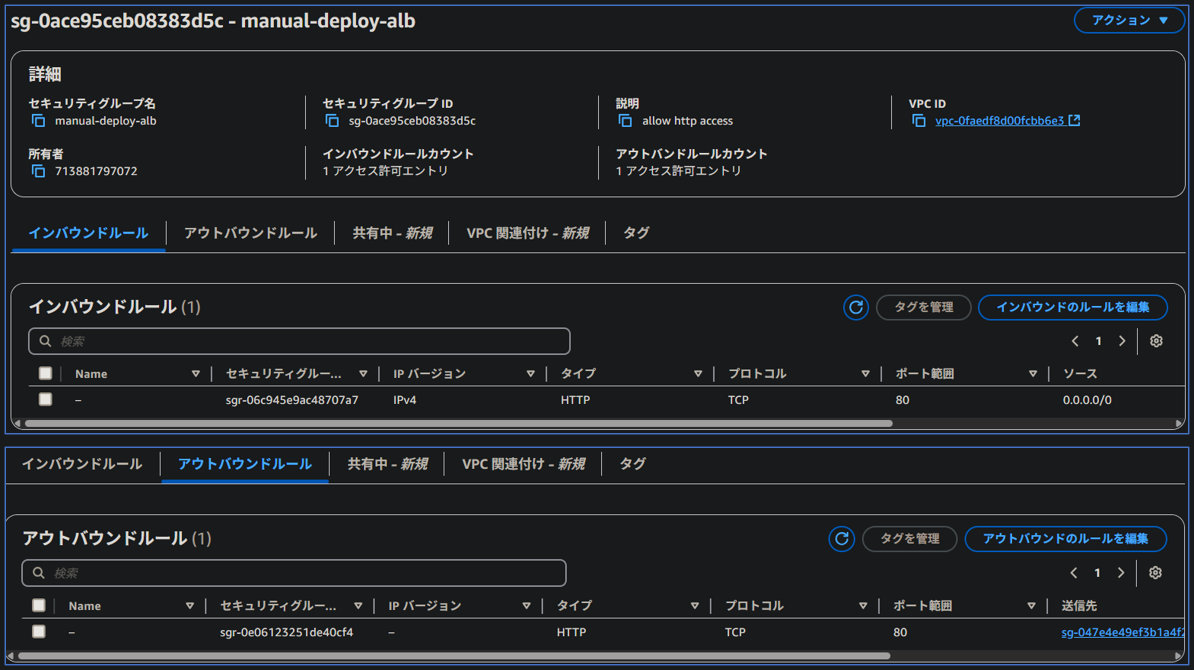 sg-0ace95ceb08383d5c - manual-deploy-alb
アクション ▼
詳細
セキュリティグループ名
manual-deploy-alb
セキュリティグループ ID
sg-0ace95ceb08383d5c
説明
allow http access
VPC ID
vpc-0faedf8d00fcbb6e3
所有者
713881797072
インバウンドルールカウント
1 アクセス許可エントリ
アウトバウンドルールカウント
1 アクセス許可エントリ
インバウンドルール アウトバウンドルール 共有中 - 新規 VPC 関連付け - 新規 タグ
インバウンドルール (1)
タグを管理 インバウンドのルールを編集
検索
1
Name セキュリティグルー... IP バージョン タイプ プロトコル ポート範囲 ソース
– sgr-06c945e9ac48707a7 IPv4 HTTP TCP 80 0.0.0.0/0
インバウンドルール アウトバウンドルール 共有中 - 新規 VPC 関連付け - 新規 タグ
アウトバウンドルール (1)
タグを管理 アウトバウンドのルールを編集
検索
1
Name セキュリティグルー... IP バージョン タイプ プロトコル ポート範囲 送信先
– sgr-0e06123251de40cf4 – HTTP TCP 80 sg-047e4e49ef3b1a4f2